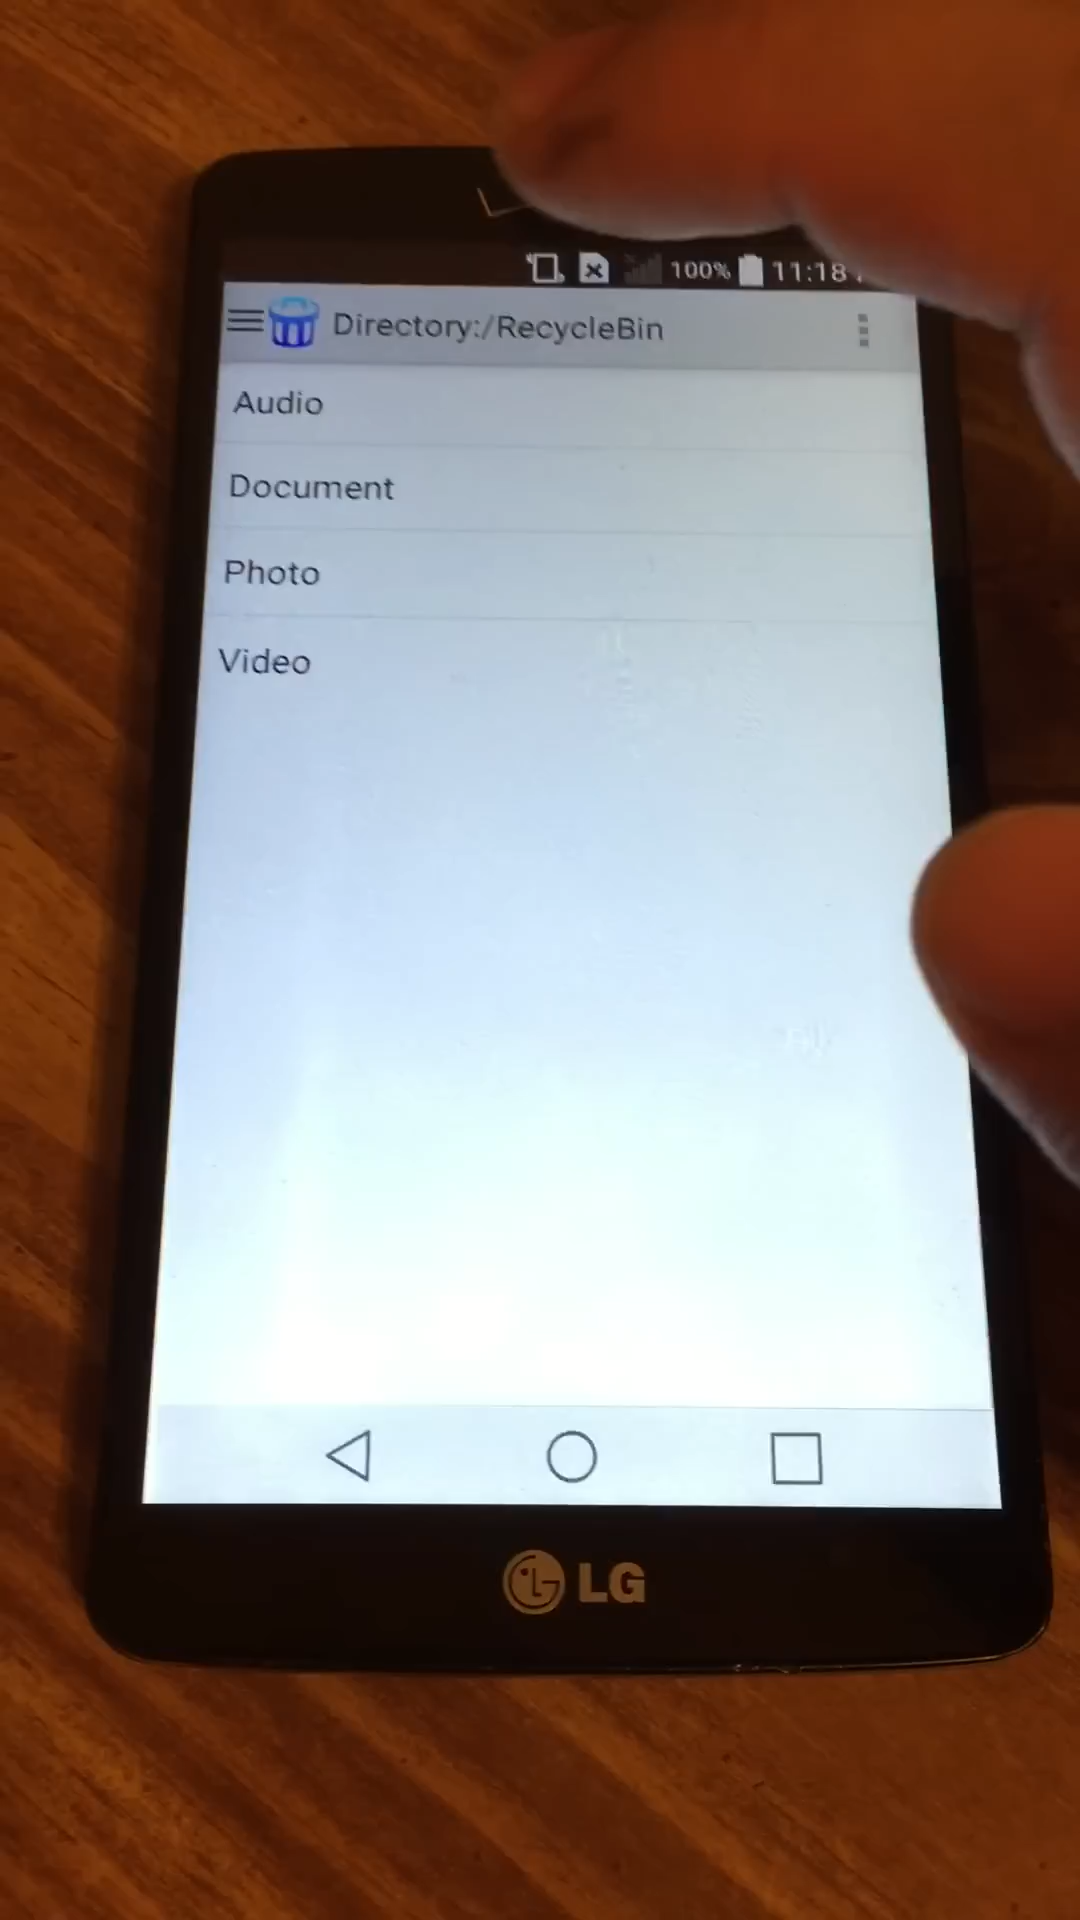 100% 11:18
Directory:/RecycleBin
Audio
Document
Photo
Video
LG